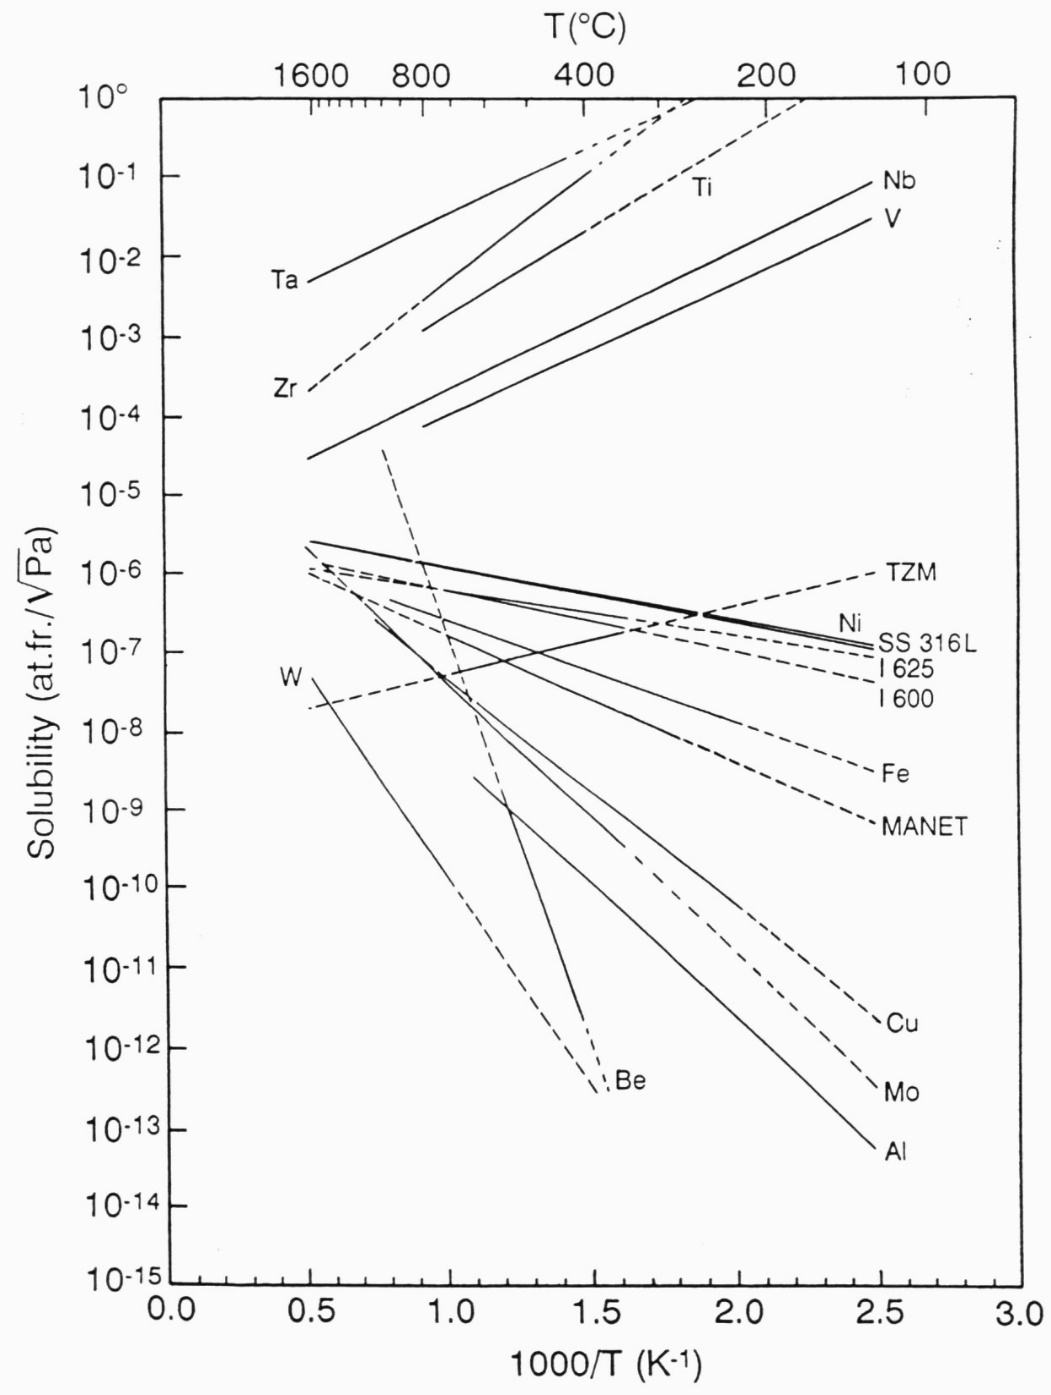 T(°C)
1600 800 400 200 100
10°
10-1
10-2
10-3
10-4
10-5
10-6
10-7
10-8
10-9
10-10
10-11
10-12
10-13
10-14
10-15
Solubility (at.fr./√Pa)
Ti
Nb
V
Ta
Zr
TZM
Ni
SS 316L
I 625
I 600
W
Fe
MANET
Cu
Be
Mo
Al
0.0 0.5 1.0 1.5 2.0 2.5 3.0
1000/T (K-1)